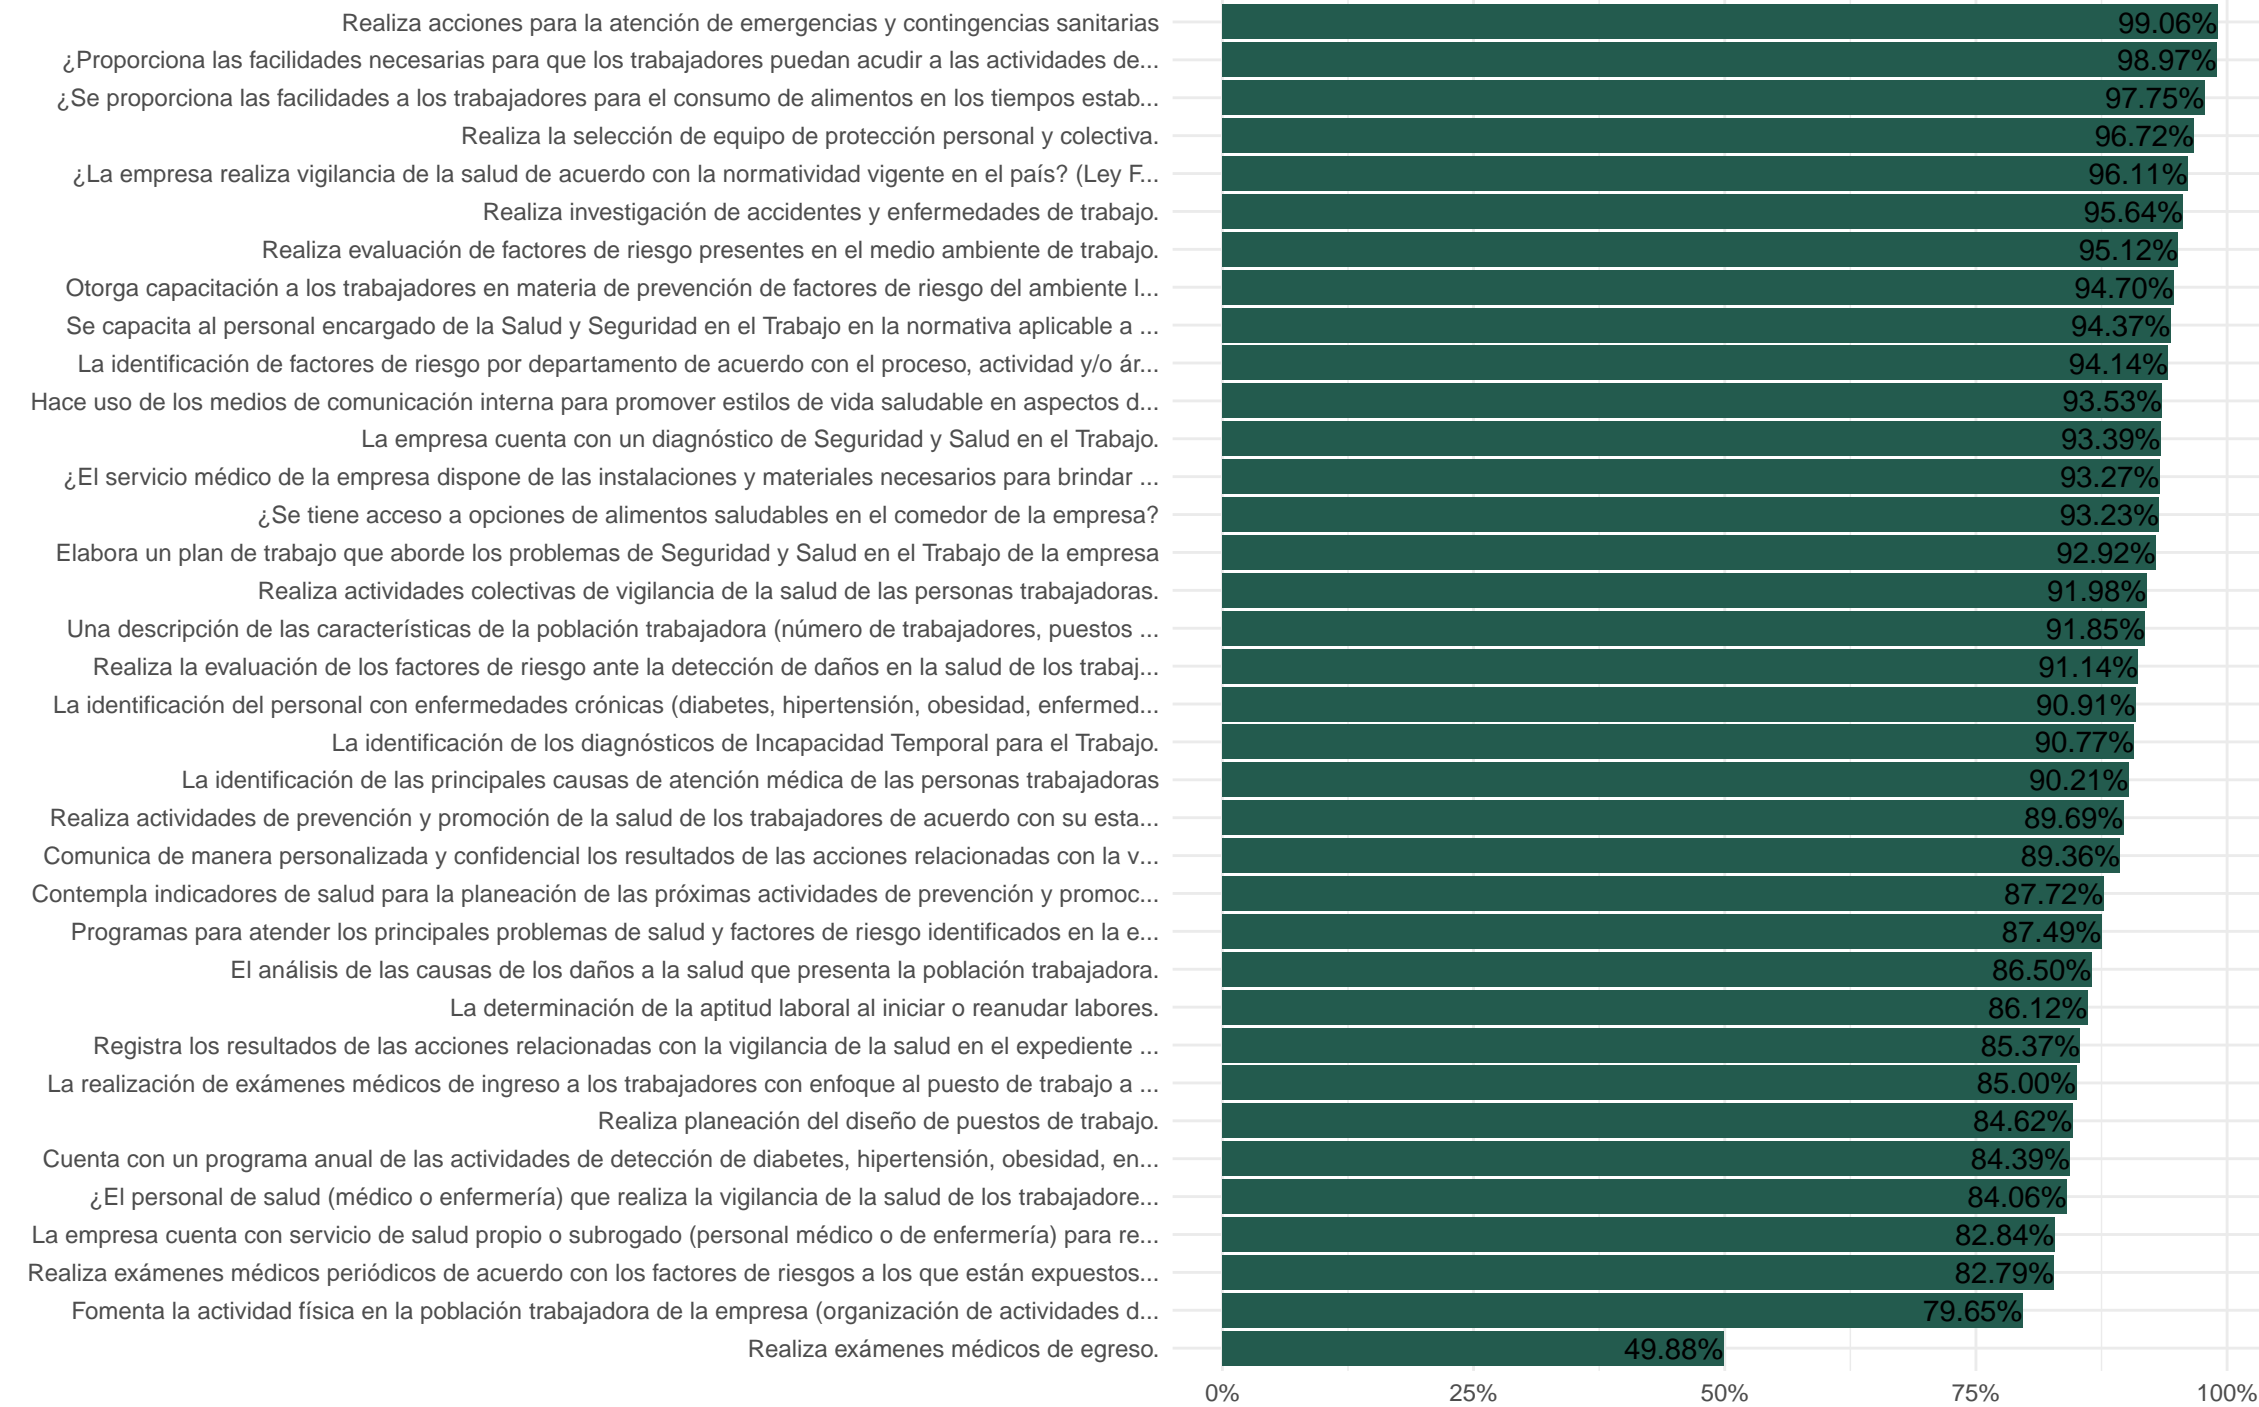 Realiza acciones para la atención de emergencias y contingencias sanitarias 99.06%
¿Proporciona las facilidades necesarias para que los trabajadores puedan acudir a las actividades de... 98.97%
¿Se proporciona las facilidades a los trabajadores para el consumo de alimentos en los tiempos estab... 97.75%
Realiza la selección de equipo de protección personal y colectiva. 96.72%
¿La empresa realiza vigilancia de la salud de acuerdo con la normatividad vigente en el país? (Ley F... 96.11%
Realiza investigación de accidentes y enfermedades de trabajo. 95.64%
Realiza evaluación de factores de riesgo presentes en el medio ambiente de trabajo. 95.12%
Otorga capacitación a los trabajadores en materia de prevención de factores de riesgo del ambiente l... 94.70%
Se capacita al personal encargado de la Salud y Seguridad en el Trabajo en la normativa aplicable a ... 94.37%
La identificación de factores de riesgo por departamento de acuerdo con el proceso, actividad y/o ár... 94.14%
Hace uso de los medios de comunicación interna para promover estilos de vida saludable en aspectos d... 93.53%
La empresa cuenta con un diagnóstico de Seguridad y Salud en el Trabajo. 93.39%
¿El servicio médico de la empresa dispone de las instalaciones y materiales necesarios para brindar ... 93.27%
¿Se tiene acceso a opciones de alimentos saludables en el comedor de la empresa? 93.23%
Elabora un plan de trabajo que aborde los problemas de Seguridad y Salud en el Trabajo de la empresa 92.92%
Realiza actividades colectivas de vigilancia de la salud de las personas trabajadoras. 91.98%
Una descripción de las características de la población trabajadora (número de trabajadores, puestos ... 91.85%
Realiza la evaluación de los factores de riesgo ante la detección de daños en la salud de los trabaj... 91.14%
La identificación del personal con enfermedades crónicas (diabetes, hipertensión, obesidad, enfermed... 90.91%
La identificación de los diagnósticos de Incapacidad Temporal para el Trabajo. 90.77%
La identificación de las principales causas de atención médica de las personas trabajadoras 90.21%
Realiza actividades de prevención y promoción de la salud de los trabajadores de acuerdo con su esta... 89.69%
Comunica de manera personalizada y confidencial los resultados de las acciones relacionadas con la v... 89.36%
Contempla indicadores de salud para la planeación de las próximas actividades de prevención y promoc... 87.72%
Programas para atender los principales problemas de salud y factores de riesgo identificados en la e... 87.49%
El análisis de las causas de los daños a la salud que presenta la población trabajadora. 86.50%
La determinación de la aptitud laboral al iniciar o reanudar labores. 86.12%
Registra los resultados de las acciones relacionadas con la vigilancia de la salud en el expediente ... 85.37%
La realización de exámenes médicos de ingreso a los trabajadores con enfoque al puesto de trabajo a ... 85.00%
Realiza planeación del diseño de puestos de trabajo. 84.62%
Cuenta con un programa anual de las actividades de detección de diabetes, hipertensión, obesidad, en... 84.39%
¿El personal de salud (médico o enfermería) que realiza la vigilancia de la salud de los trabajadore... 84.06%
La empresa cuenta con servicio de salud propio o subrogado (personal médico o de enfermería) para re... 82.84%
Realiza exámenes médicos periódicos de acuerdo con los factores de riesgos a los que están expuestos... 82.79%
Fomenta la actividad física en la población trabajadora de la empresa (organización de actividades d... 79.65%
Realiza exámenes médicos de egreso. 49.88%
0% 25% 50% 75% 100%